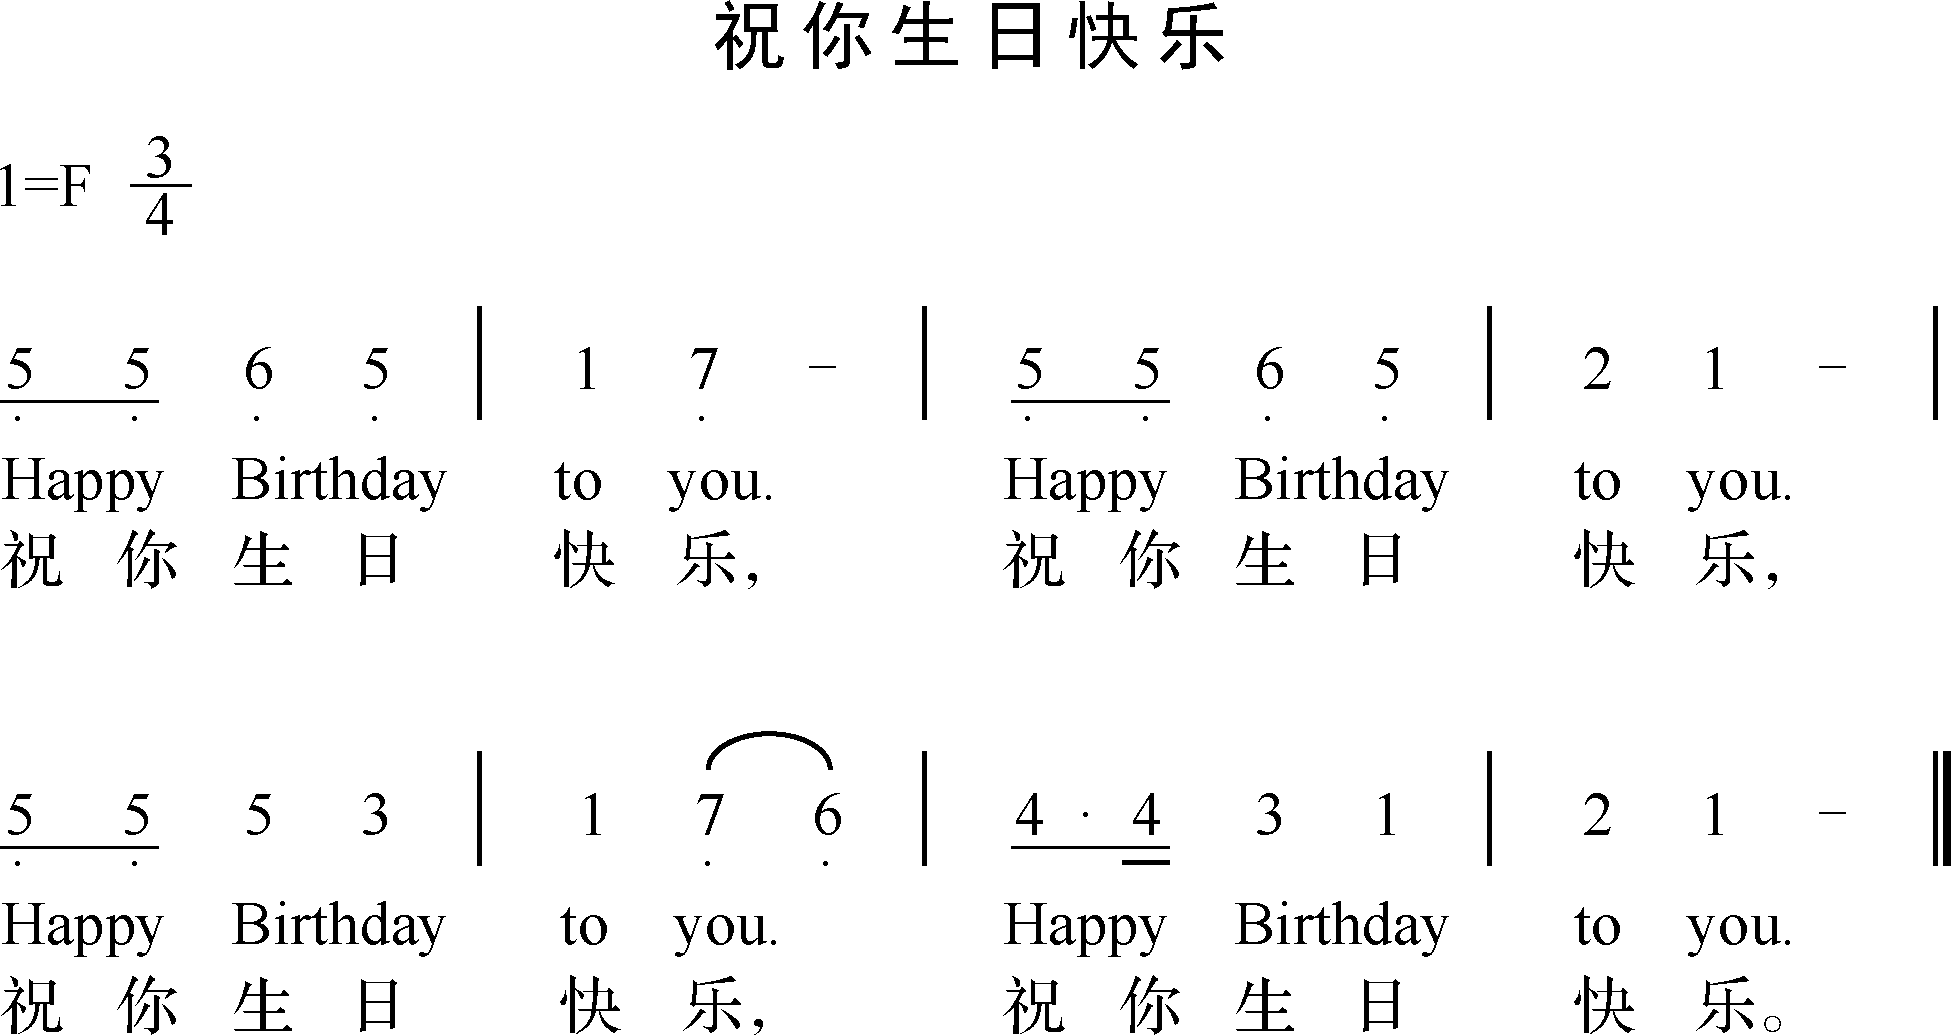 祝你生日快乐
1=F 3/4
5 5 6 5 | 1 7 - | 5 5 6 5 | 2 1 - |
Happy Birthday to you. Happy Birthday to you.
祝 你 生 日 快 乐, 祝 你 生 日 快 乐,
5 5 5 3 | 1 7 6 | 4 · 4 3 1 | 2 1 - ||
Happy Birthday to you. Happy Birthday to you.
祝 你 生 日 快 乐, 祝 你 生 日 快 乐。